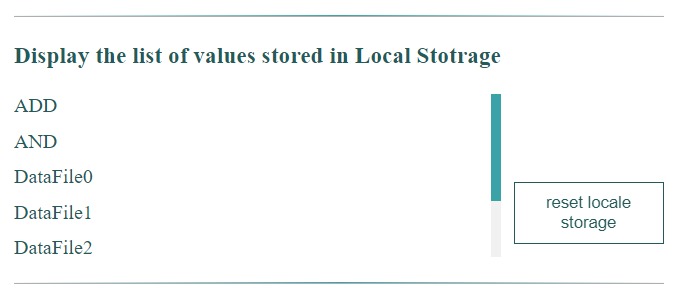 Display the list of values stored in Local Stotrage
ADD
AND
DataFile0
DataFile1
DataFile2
reset locale
storage